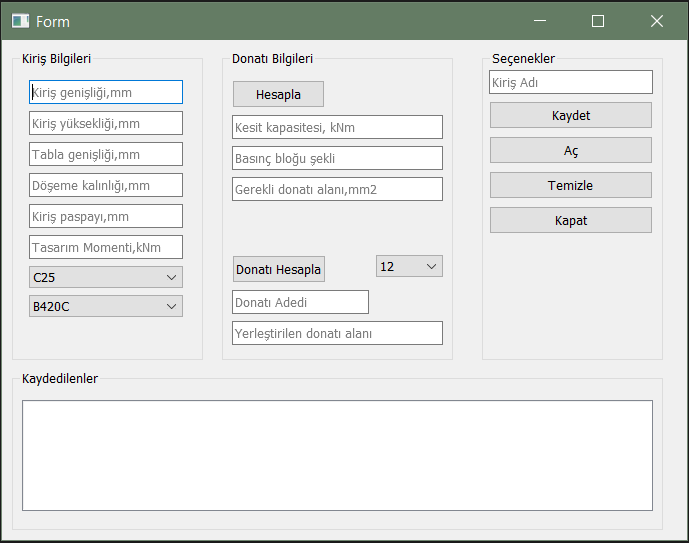 Form
Kiriş Bilgileri
Kiriş genişliği,mm
Kiriş yüksekliği,mm
Tabla genişliği,mm
Döşeme kalınlığı,mm
Kiriş paspayı,mm
Tasarım Momenti,kNm
C25
B420C
Donatı Bilgileri
Hesapla
Kesit kapasitesi, kNm
Basınç bloğu şekli
Gerekli donatı alanı,mm2
Donatı Hesapla
12
Donatı Adedi
Yerleştirilen donatı alanı
Seçenekler
Kiriş Adı
Kaydet
Aç
Temizle
Kapat
Kaydedilenler